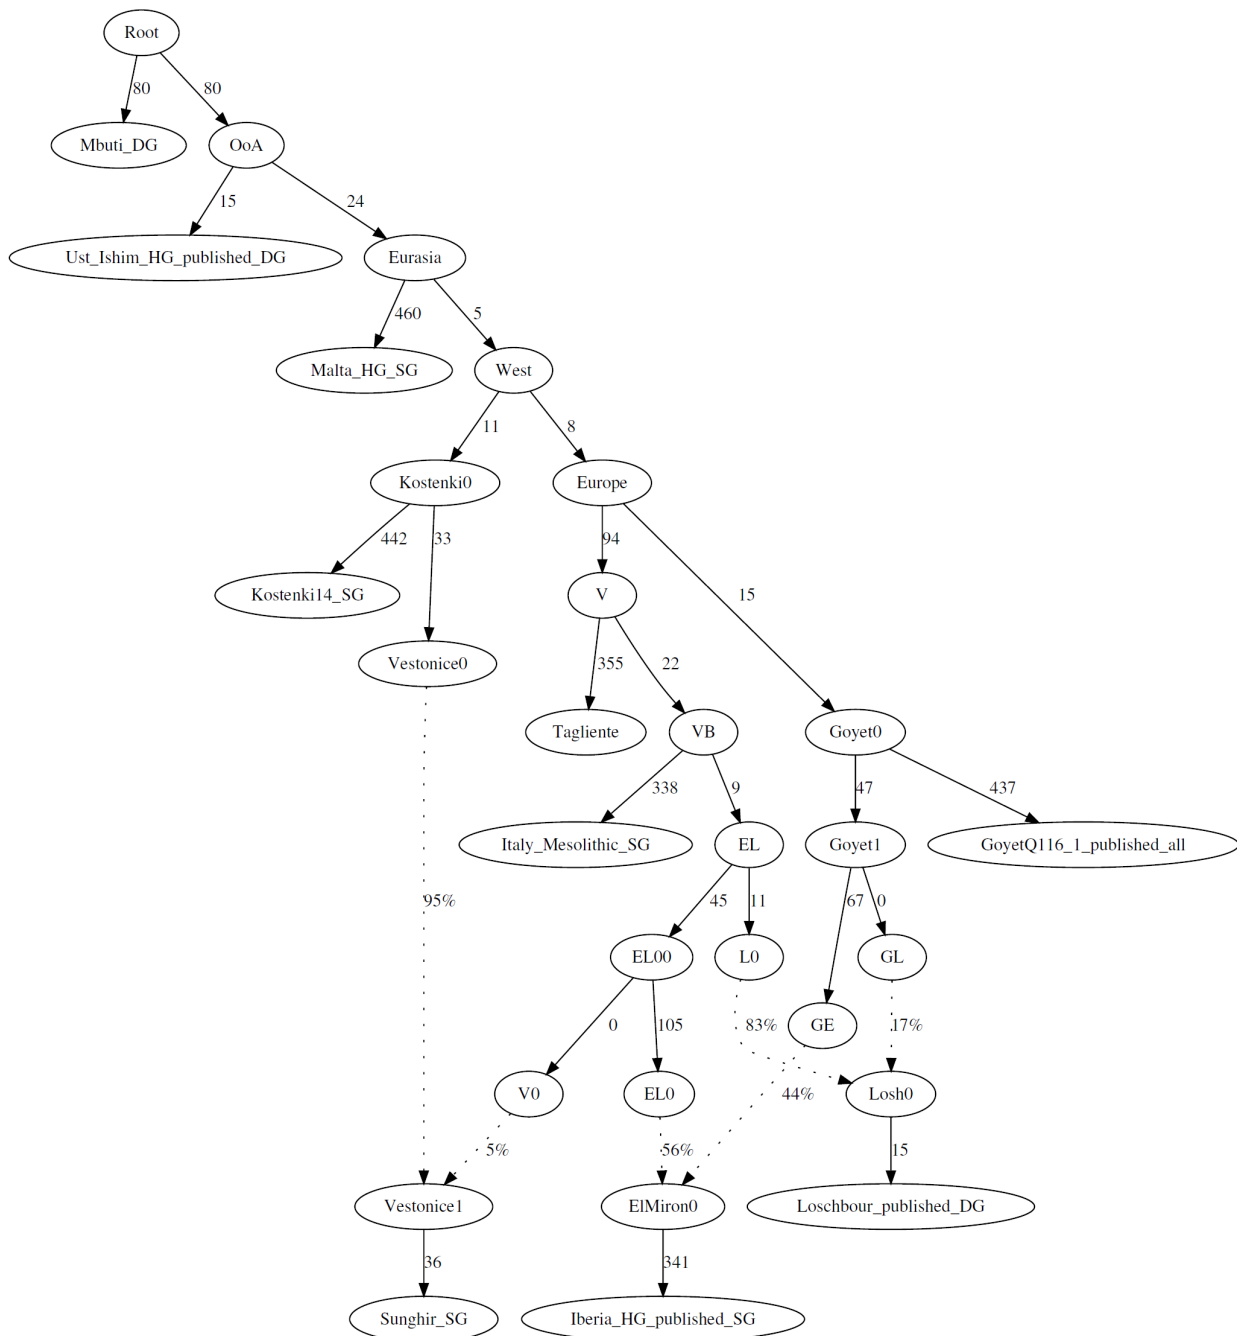 Root
80 80
Mbuti_DG OoA
15 24
Ust_Ishim_HG_published_DG Eurasia
460 5
Malta_HG_SG West
11 8
Kostenki0 Europe
442 33 94
Kostenki14_SG V 15
Vestonice0 355 22
Tagliente VB Goyet0
338 9 47 437
Italy_Mesolithic_SG EL Goyet1 GoyetQ116_1_published_all
95% 45 11 67 0
EL00 L0 GL
0 105 83% GE 17%
V0 EL0 44% Losh0
5% 56% 15
Vestonice1 ElMiron0 Loschbour_published_DG
36 341
Sunghir_SG Iberia_HG_published_SG